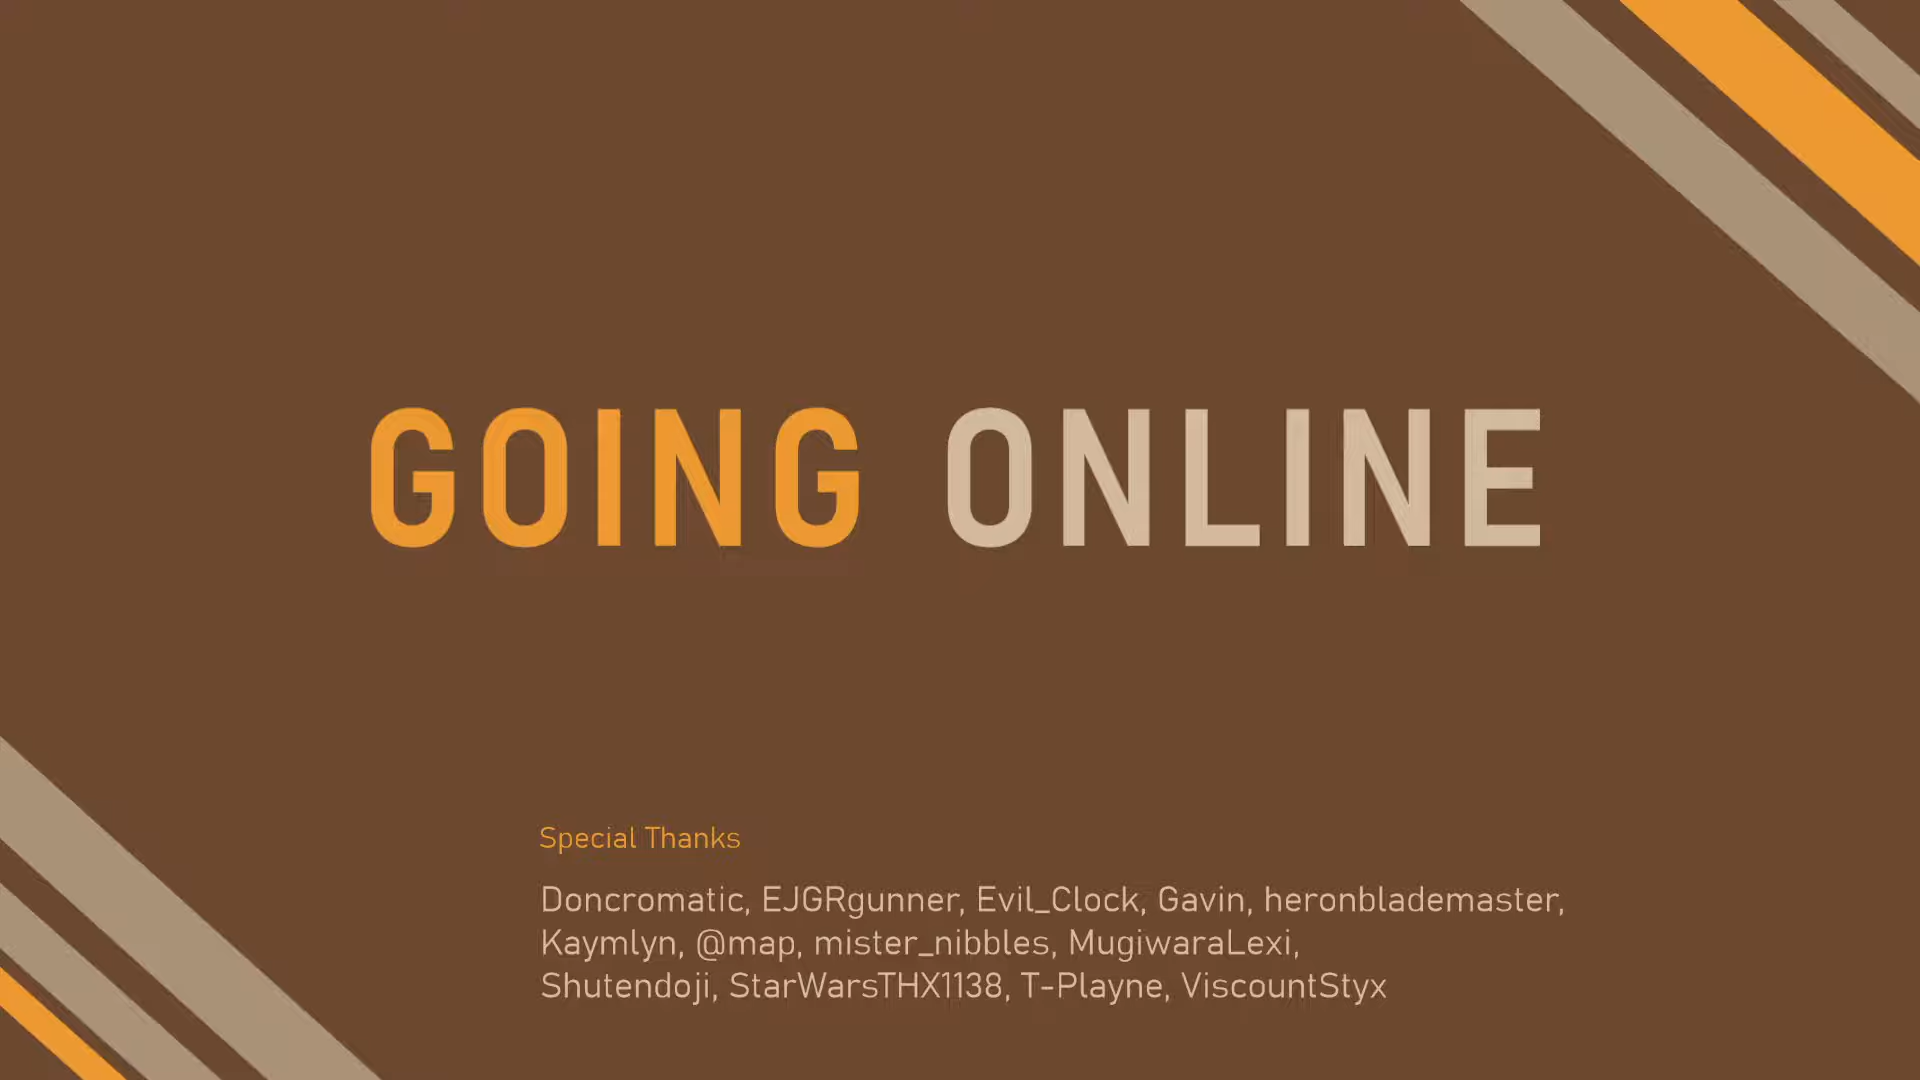 GOING ONLINE
Special Thanks
Doncromatic, EJGRgunner, Evil_Clock, Gavin, heronblademaster,
Kaymlyn, @map, mister_nibbles, MugiwaraLexi,
Shutendoji, StarWarsTHX1138, T-Playne, ViscountStyx